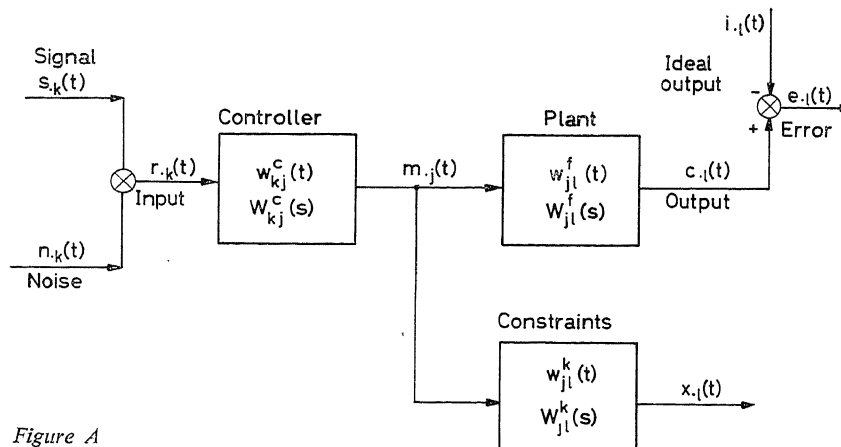 i.ₗ(t)
Signal
s.ₖ(t)
Ideal
output
-
e.ₗ(t)
+
Error
Controller
Plant
r.ₖ(t)
Input
w^c_kj(t)
W^c_kj(s)
m.ⱼ(t)
w^f_jl(t)
W^f_jl(s)
c.ₗ(t)
Output
n.ₖ(t)
Noise
Constraints
w^k_jl(t)
W^k_jl(s)
x.ₗ(t)
Figure A